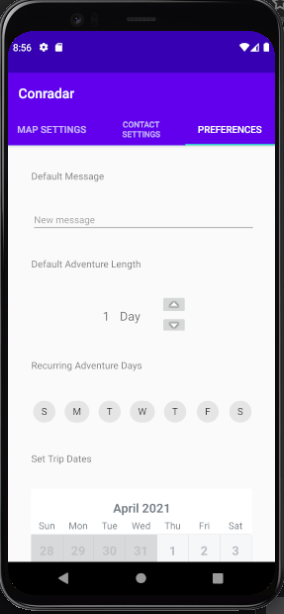 8:56
Conradar
MAP SETTINGS
CONTACT
SETTINGS
PREFERENCES
Default Message
New message
Default Adventure Length
1 Day
Recurring Adventure Days
S M T W T F S
Set Trip Dates
April 2021
Sun Mon Tue Wed Thu Fri Sat
28 29 30 31 1 2 3